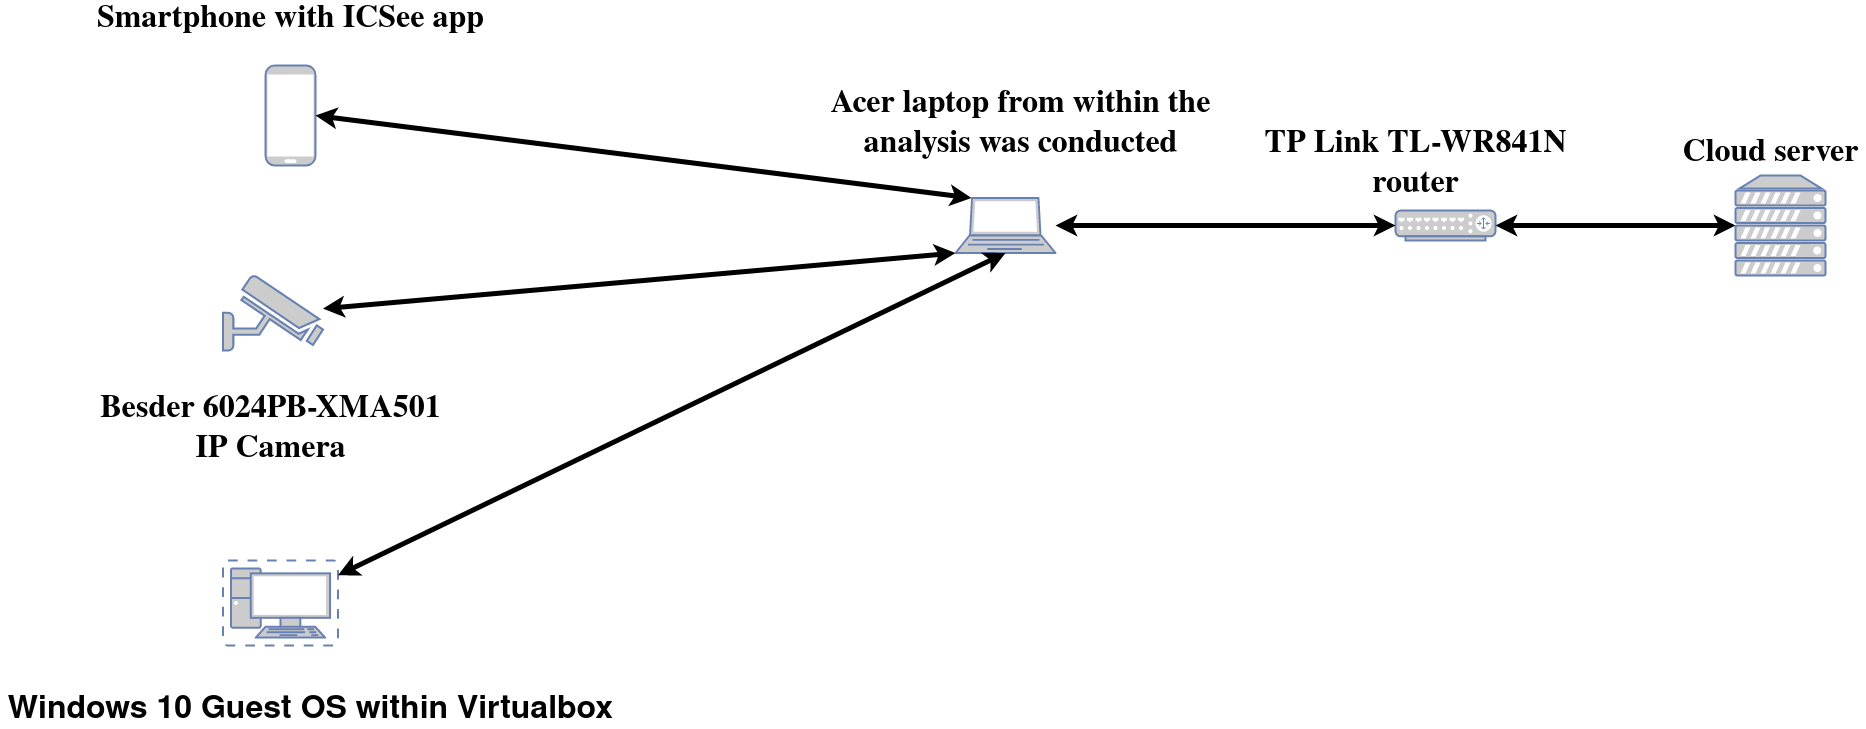 Smartphone with ICSee app
Acer laptop from within the
analysis was conducted
TP Link TL-WR841N
router
Cloud server
Besder 6024PB-XMA501
IP Camera
Windows 10 Guest OS within Virtualbox